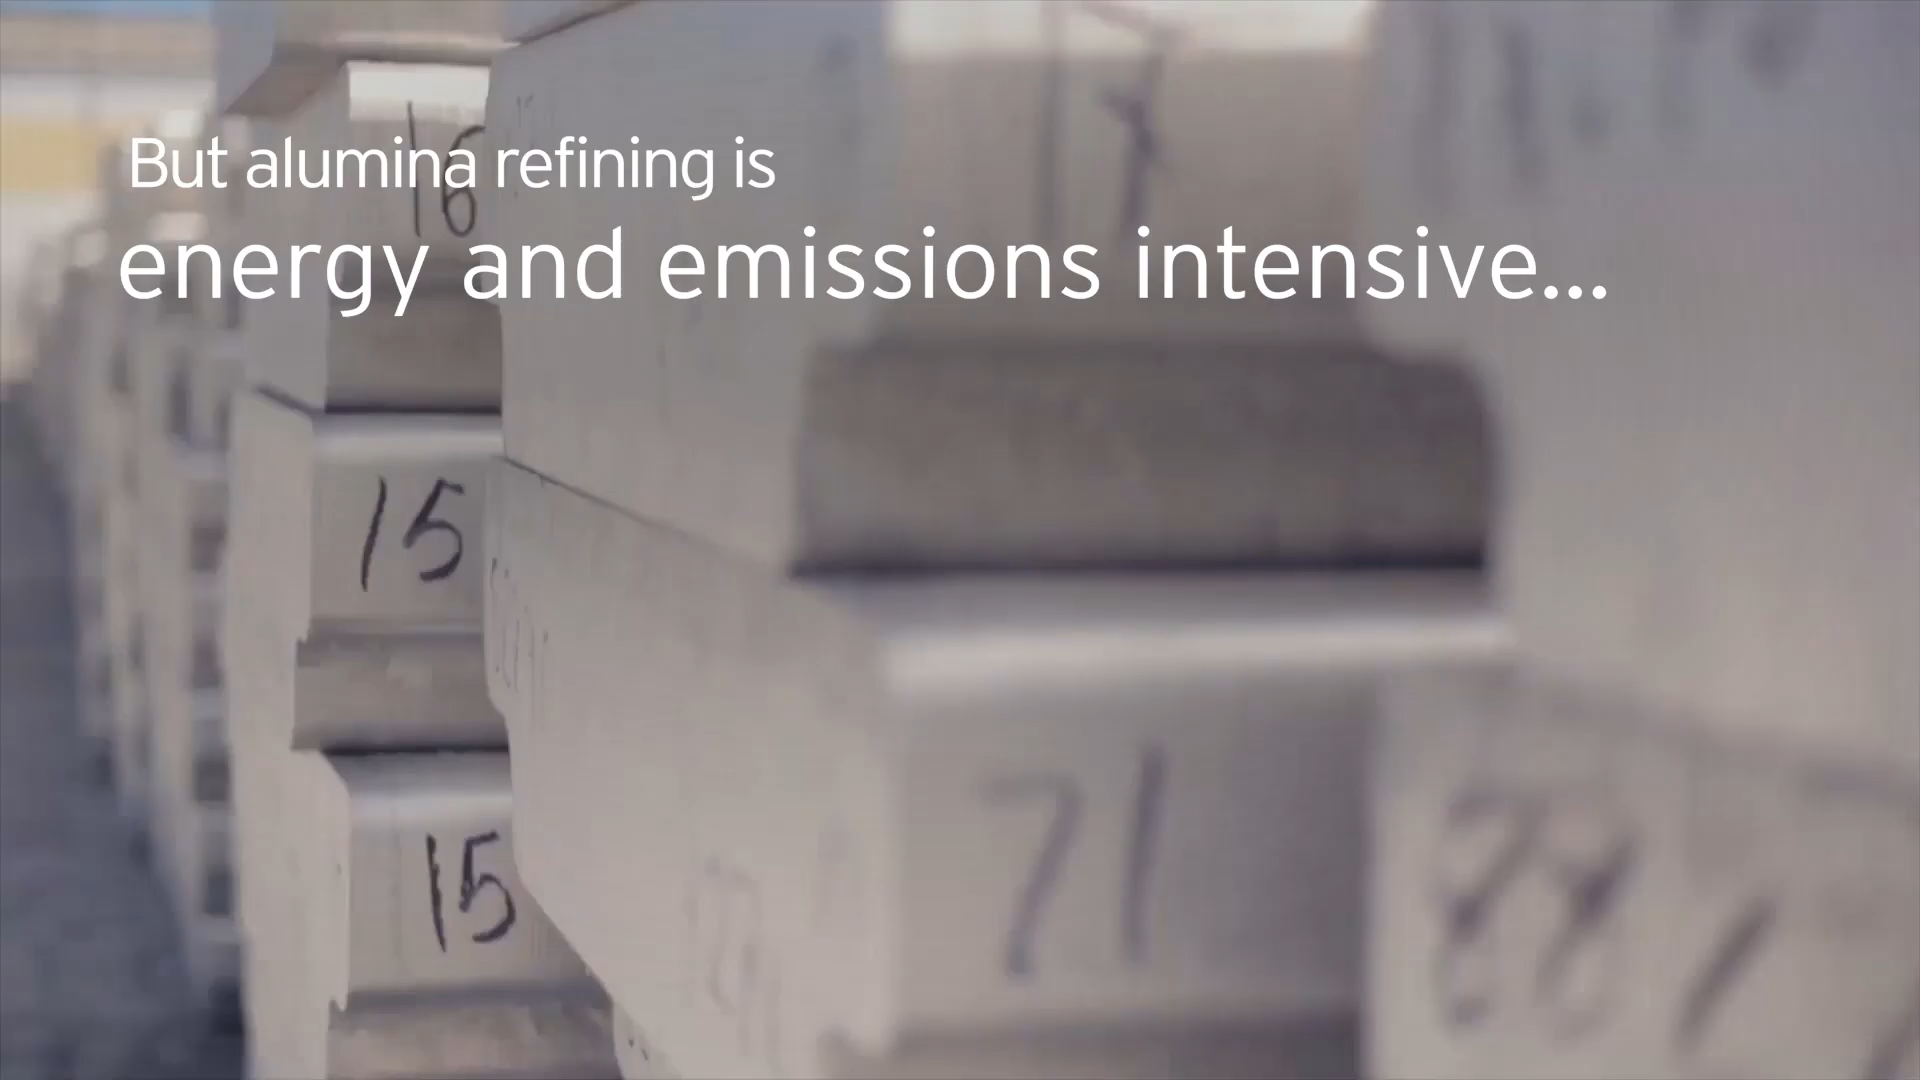 But alumina refining is
energy and emissions intensive...
16
15
15
71